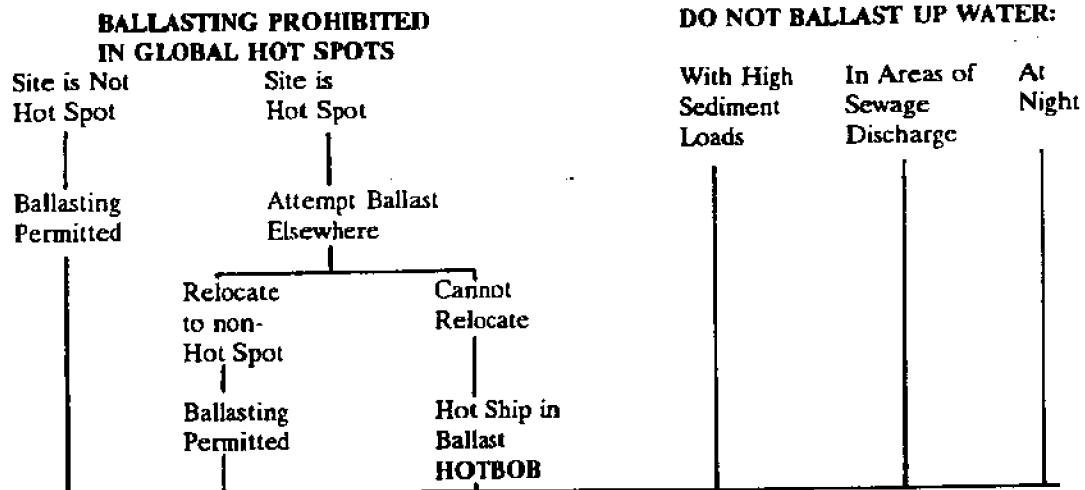 BALLASTING PROHIBITED
IN GLOBAL HOT SPOTS
Site is Not
Hot Spot
Site is
Hot Spot
Ballasting
Permitted
Attempt Ballast
Elsewhere
Relocate
to non-
Hot Spot
Cannot
Relocate
Ballasting
Permitted
Hot Ship in
Ballast
HOTBOB
DO NOT BALLAST UP WATER:
With High
Sediment
Loads
In Areas of
Sewage
Discharge
At
Night